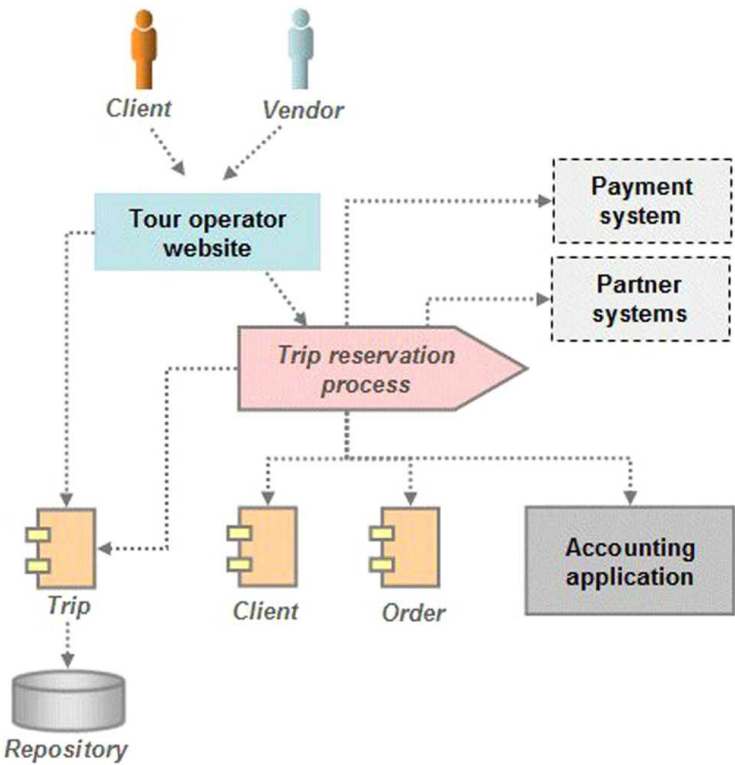 Client
Vendor
Tour operator
website
Payment
system
Partner
systems
Trip reservation
process
Trip
Client
Order
Accounting
application
Repository